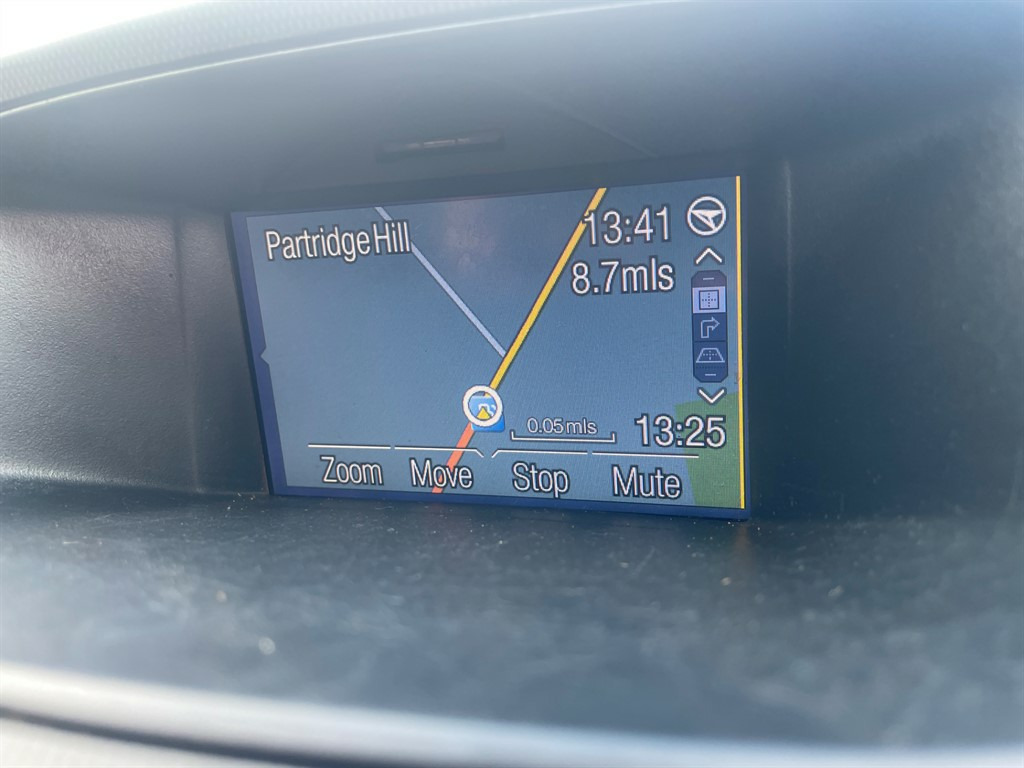 Partridge Hill
13:41
8.7mls
0.05mls
13:25
Zoom Move Stop Mute